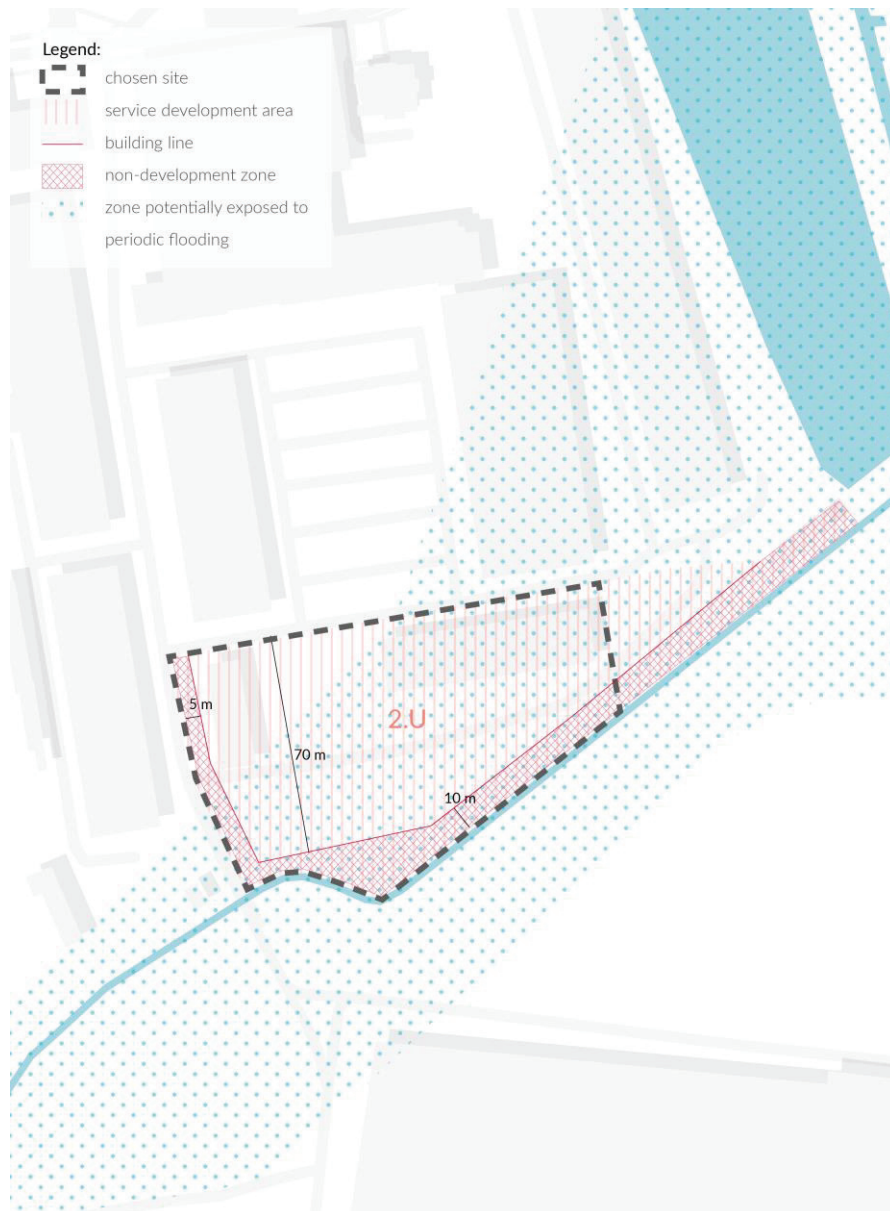 Legend:
chosen site
service development area
building line
non-development zone
zone potentially exposed to
periodic flooding
5 m
2.U
70 m
10 m